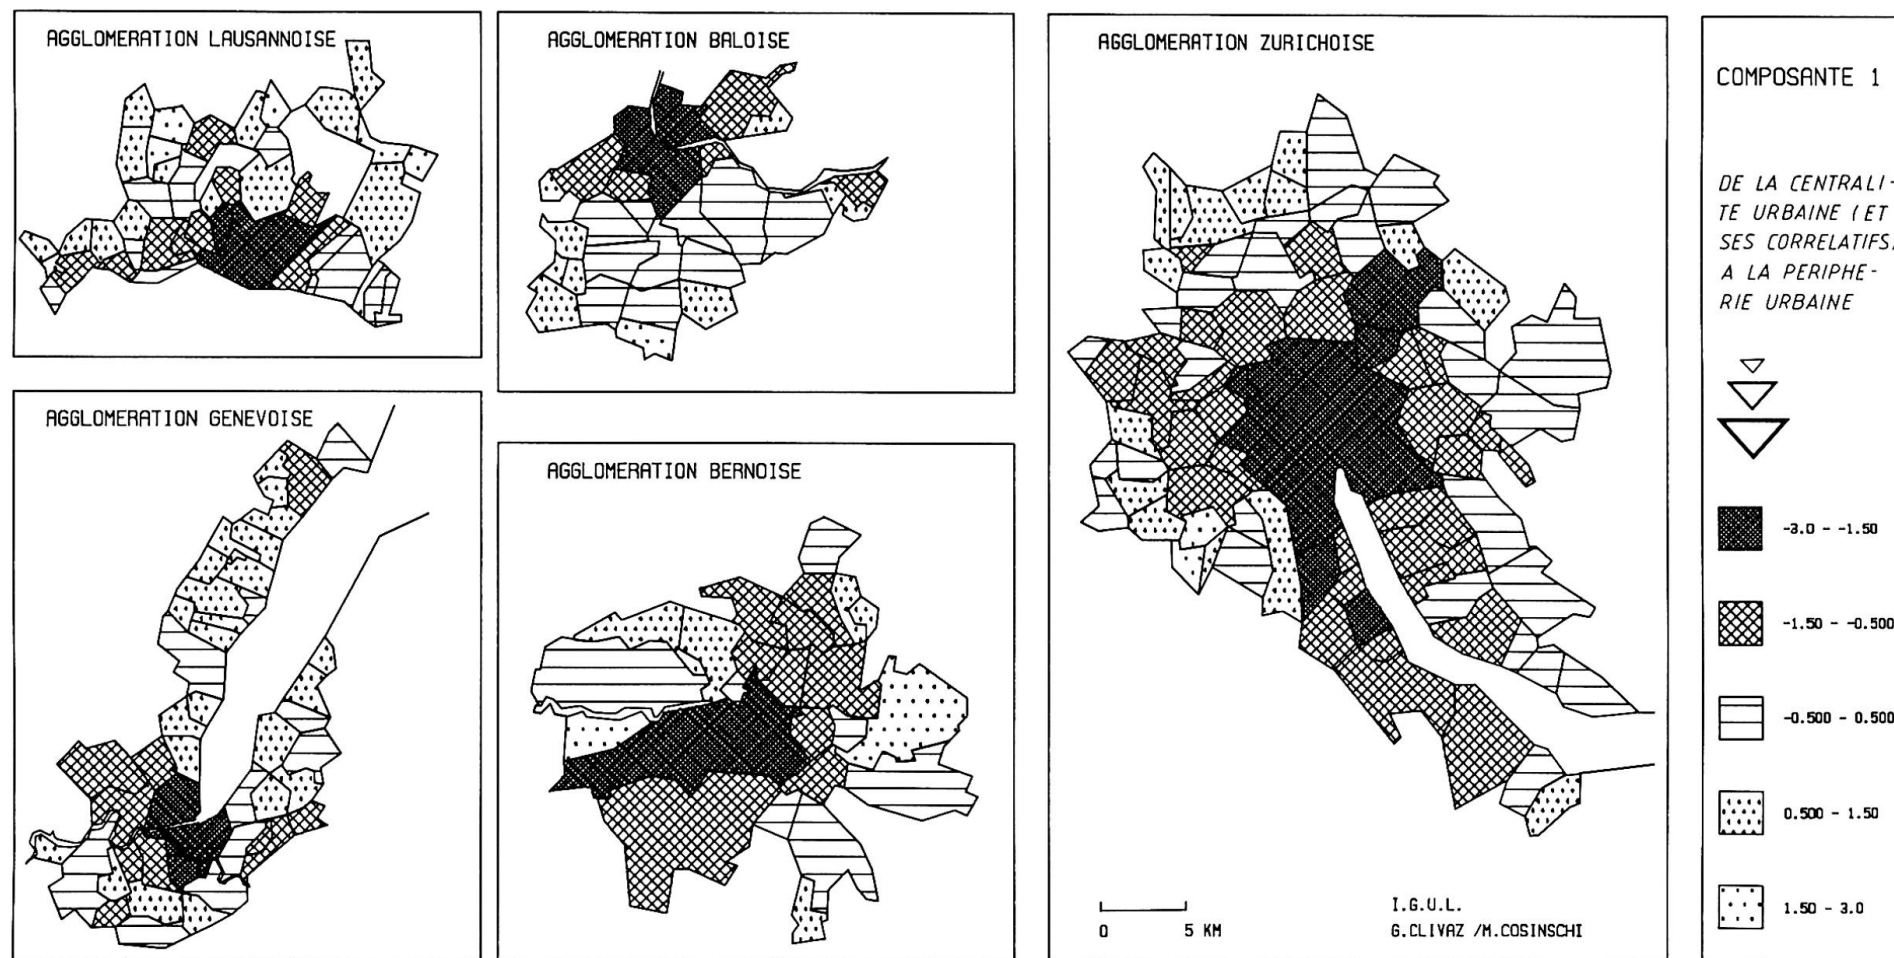 AGGLOMERATION LAUSANNOISE
AGGLOMERATION BALOISE
AGGLOMERATION ZURICHOISE
AGGLOMERATION GENEVOISE
AGGLOMERATION BERNOISE
0 5 KM
I.G.U.L.
G.CLIVAZ /M.COSINSCHI
COMPOSANTE 1
DE LA CENTRALI-
TE URBAINE (ET
SES CORRELATIFS)
A LA PERIPHE-
RIE URBAINE
-3.0 - -1.50
-1.50 - -0.500
-0.500 - 0.500
0.500 - 1.50
1.50 - 3.0